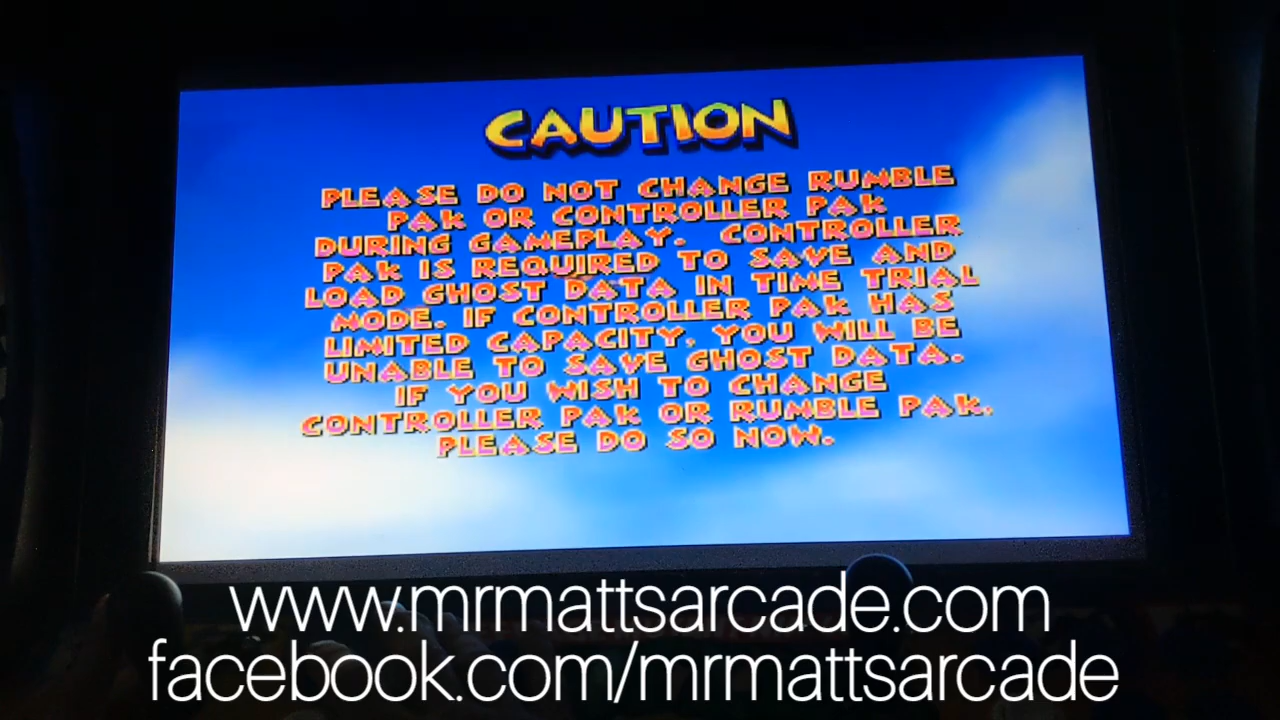 CAUTION
PLEASE DO NOT CHANGE RUMBLE
PAK OR CONTROLLER PAK
DURING GAMEPLAY. CONTROLLER
PAK IS REQUIRED TO SAVE AND
LOAD GHOST DATA IN TIME TRIAL
MODE. IF CONTROLLER PAK HAS
LIMITED CAPACITY, YOU WILL BE
UNABLE TO SAVE GHOST DATA.
IF YOU WISH TO CHANGE
CONTROLLER PAK OR RUMBLE PAK,
PLEASE DO SO NOW.
www.mrmattsarcade.com
facebook.com/mrmattsarcade